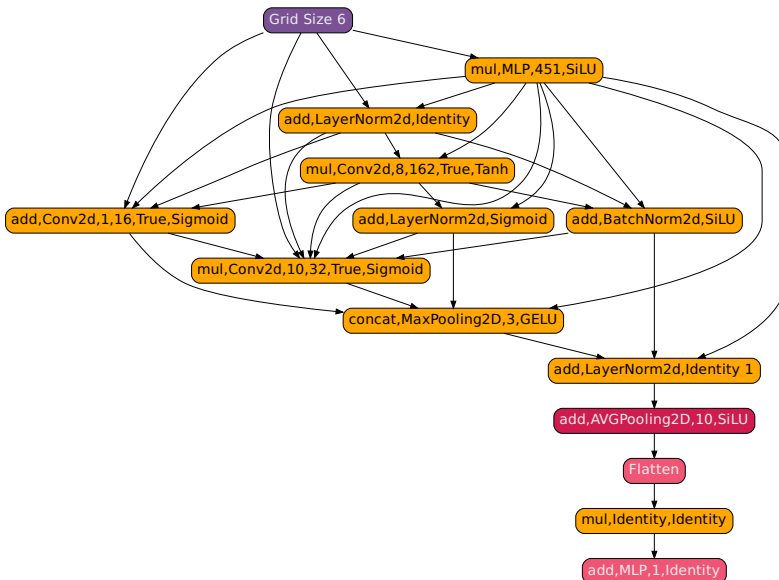 Grid Size 6
mul,MLP,451,SiLU
add,LayerNorm2d,Identity
mul,Conv2d,8,162,True,Tanh
add,Conv2d,1,16,True,Sigmoid
add,LayerNorm2d,Sigmoid
add,BatchNorm2d,SiLU
mul,Conv2d,10,32,True,Sigmoid
concat,MaxPooling2D,3,GELU
add,LayerNorm2d,Identity 1
add,AVGPooling2D,10,SiLU
Flatten
mul,Identity,Identity
add,MLP,1,Identity